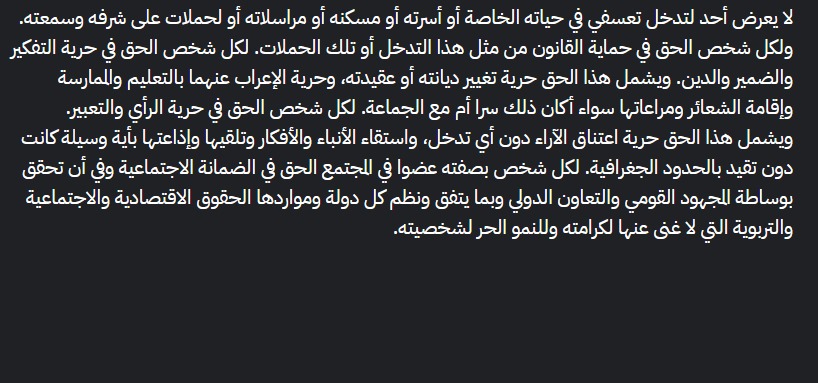 لا يعرض أحد لتدخل تعسفي في حياته الخاصة أو أسرته أو مسكنه أو مراسلاته أو لحملات على شرفه وسمعته.
ولكل شخص الحق في حماية القانون من مثل هذا التدخل أو تلك الحملات. لكل شخص الحق في حرية التفكير
والضمير والدين. ويشمل هذا الحق حرية تغيير ديانته أو عقيدته، وحرية الإعراب عنهما بالتعليم والممارسة
وإقامة الشعائر ومراعاتها سواء أكان ذلك سرا أم مع الجماعة. لكل شخص الحق في حرية الرأي والتعبير.
ويشمل هذا الحق حرية اعتناق الآراء دون أي تدخل، واستقاء الأنباء والأفكار وتلقيها وإذاعتها بأية وسيلة كانت
دون تقيد بالحدود الجغرافية. لكل شخص بصفته عضوا في المجتمع الحق في الضمانة الاجتماعية وفي أن تحقق
بوساطة المجهود القومي والتعاون الدولي وبما يتفق ونظم كل دولة ومواردها الحقوق الاقتصادية والاجتماعية
والتربوية التي لا غنى عنها لكرامته وللنمو الحر لشخصيته.